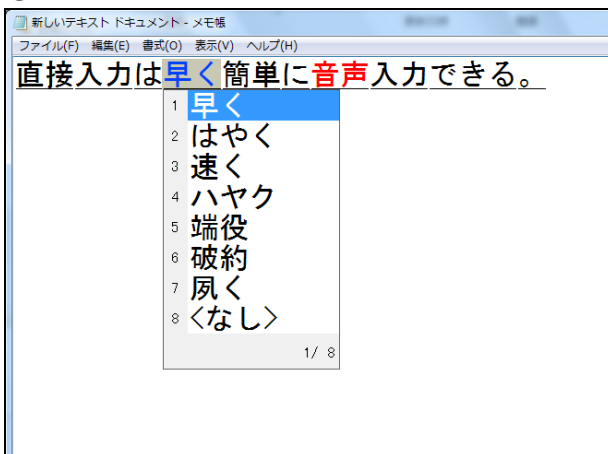 新しいテキスト ドキュメント - メモ帳
ファイル(F) 編集(E) 書式(O) 表示(V) ヘルプ(H)
直接入力は早く簡単に音声入力できる。
1 早く
2 はやく
3 速く
4 ハヤク
5 端役
6 破約
7 夙く
8 <なし>
1/ 8